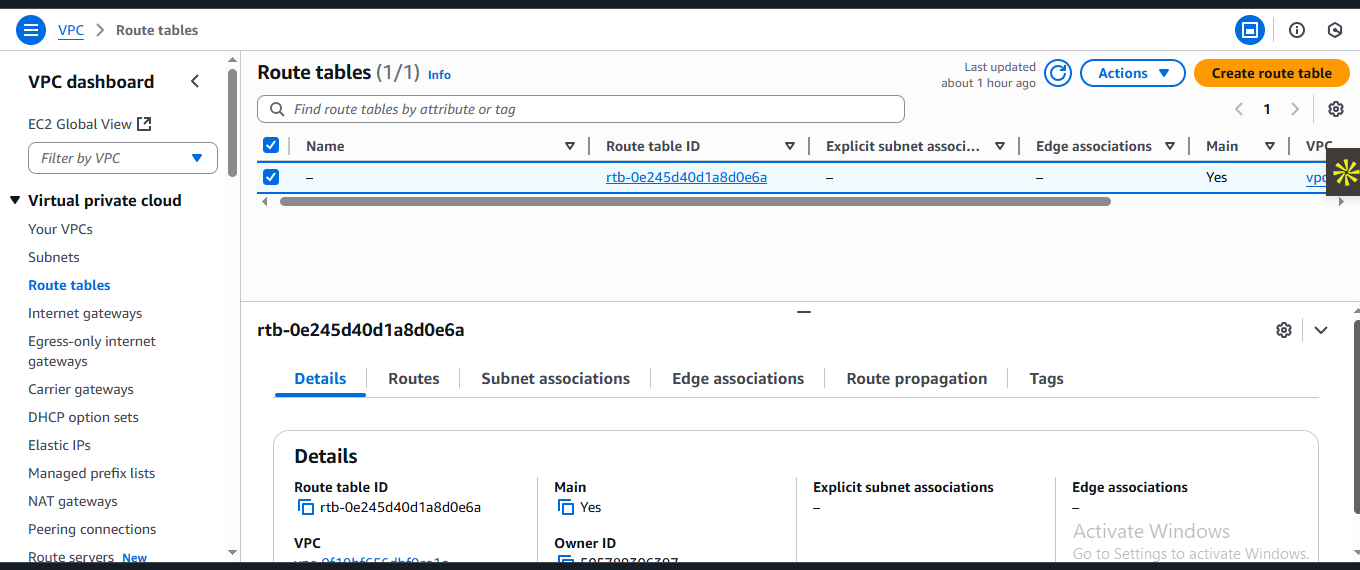 VPC > Route tables
VPC dashboard
EC2 Global View
Filter by VPC
Virtual private cloud
Your VPCs
Subnets
Route tables
Internet gateways
Egress-only internet
gateways
Carrier gateways
DHCP option sets
Elastic IPs
Managed prefix lists
NAT gateways
Peering connections
Route servers New
Route tables (1/1) Info
Last updated
about 1 hour ago
Actions
Create route table
Find route tables by attribute or tag
1
Name Route table ID Explicit subnet associ... Edge associations Main VPC
– rtb-0e245d40d1a8d0e6a – – Yes vpc
rtb-0e245d40d1a8d0e6a
Details Routes Subnet associations Edge associations Route propagation Tags
Details
Route table ID Main Explicit subnet associations Edge associations
rtb-0e245d40d1a8d0e6a Yes – –
VPC Owner ID
Activate Windows
Go to Settings to activate Windows.